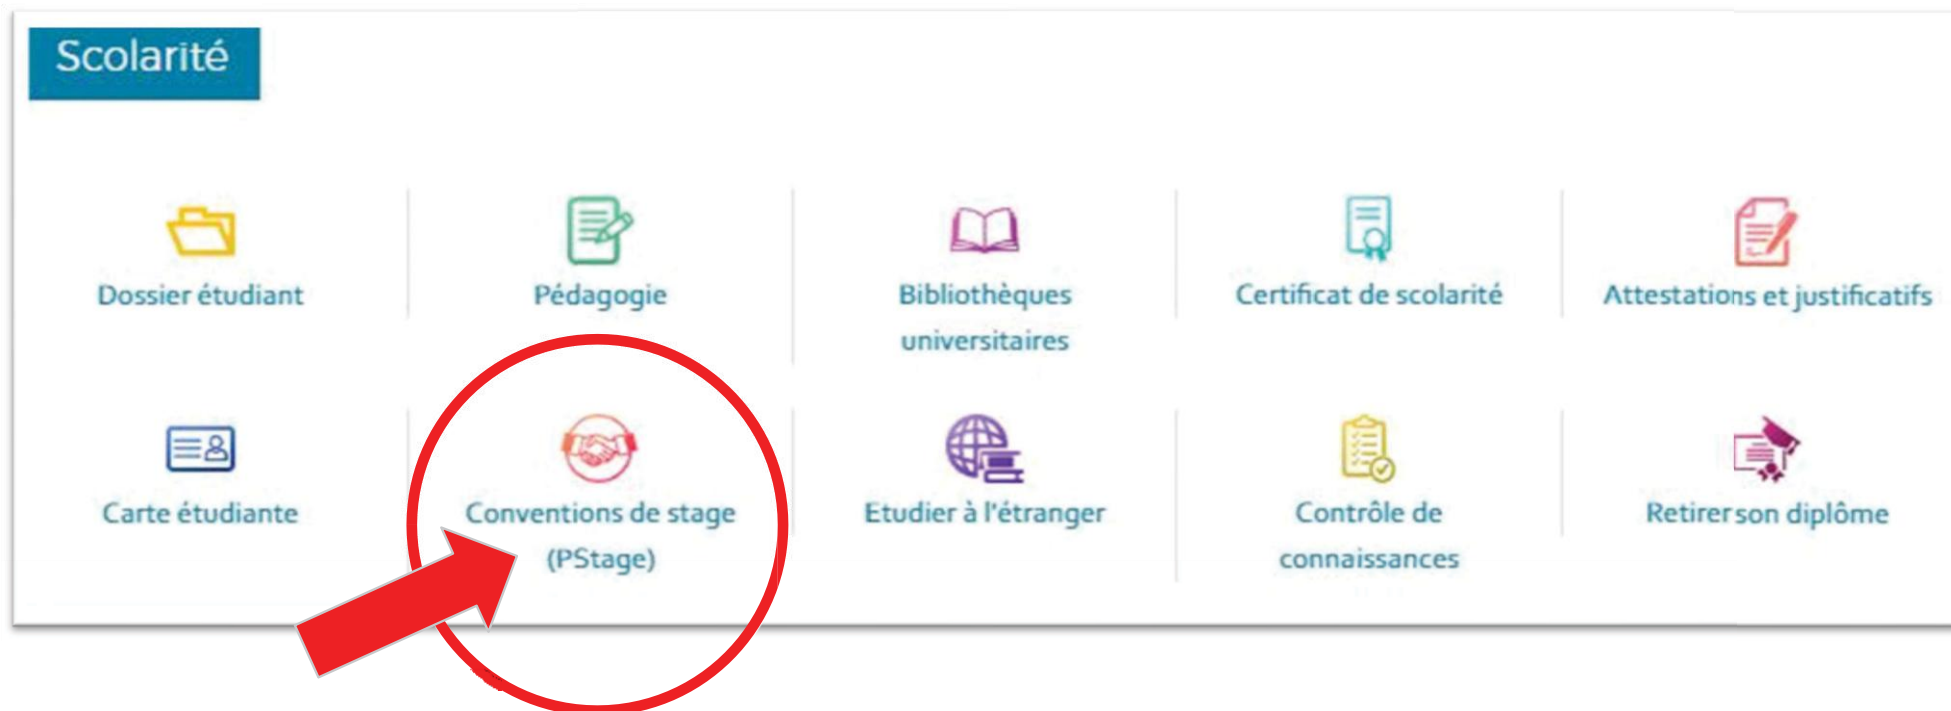 Scolarité
Dossier étudiant
Pédagogie
Bibliothèques
universitaires
Certificat de scolarité
Attestations et justificatifs
Carte étudiante
Conventions de stage
(PStage)
Etudier à l'étranger
Contrôle de
connaissances
Retirer son diplôme